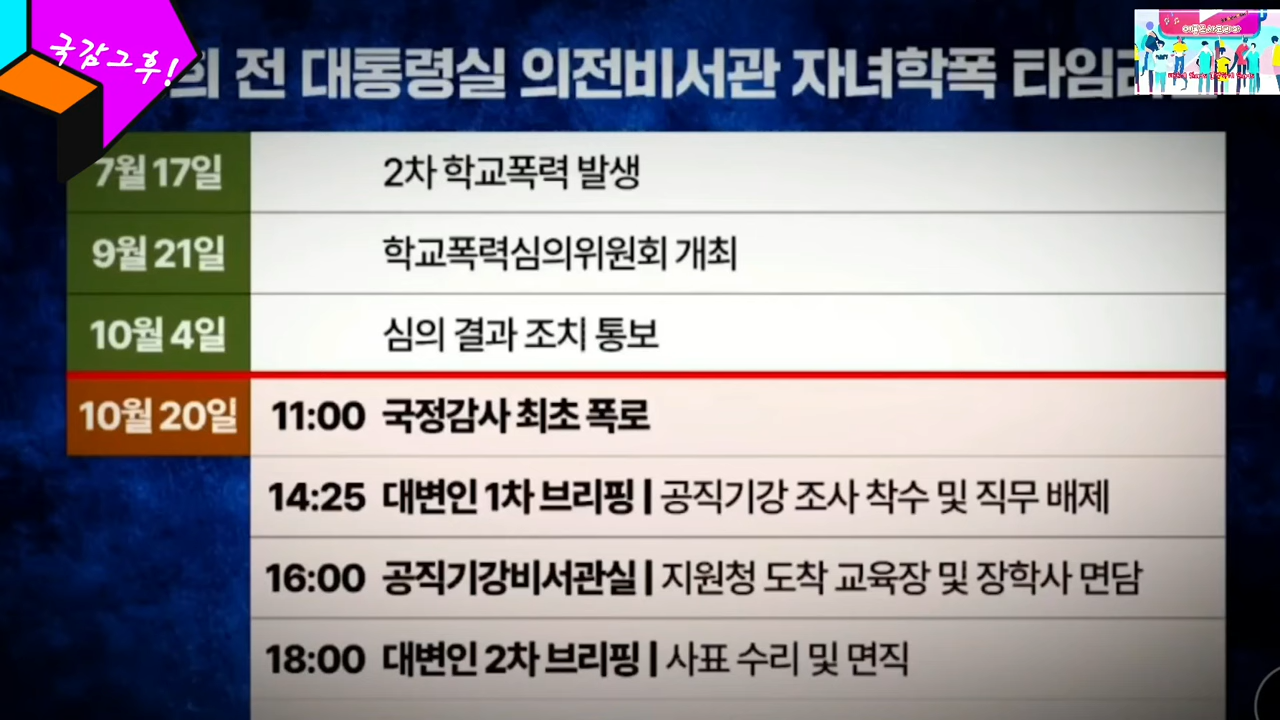 국감그후!
희 전 대통령실 의전비서관 자녀학폭 타임라인
7월 17일 2차 학교폭력 발생
9월 21일 학교폭력심의위원회 개최
10월 4일 심의 결과 조치 통보
10월 20일 11:00 국정감사 최초 폭로
14:25 대변인 1차 브리핑 | 공직기강 조사 착수 및 직무 배제
16:00 공직기강비서관실 | 지원청 도착 교육장 및 장학사 면담
18:00 대변인 2차 브리핑 | 사표 수리 및 면직